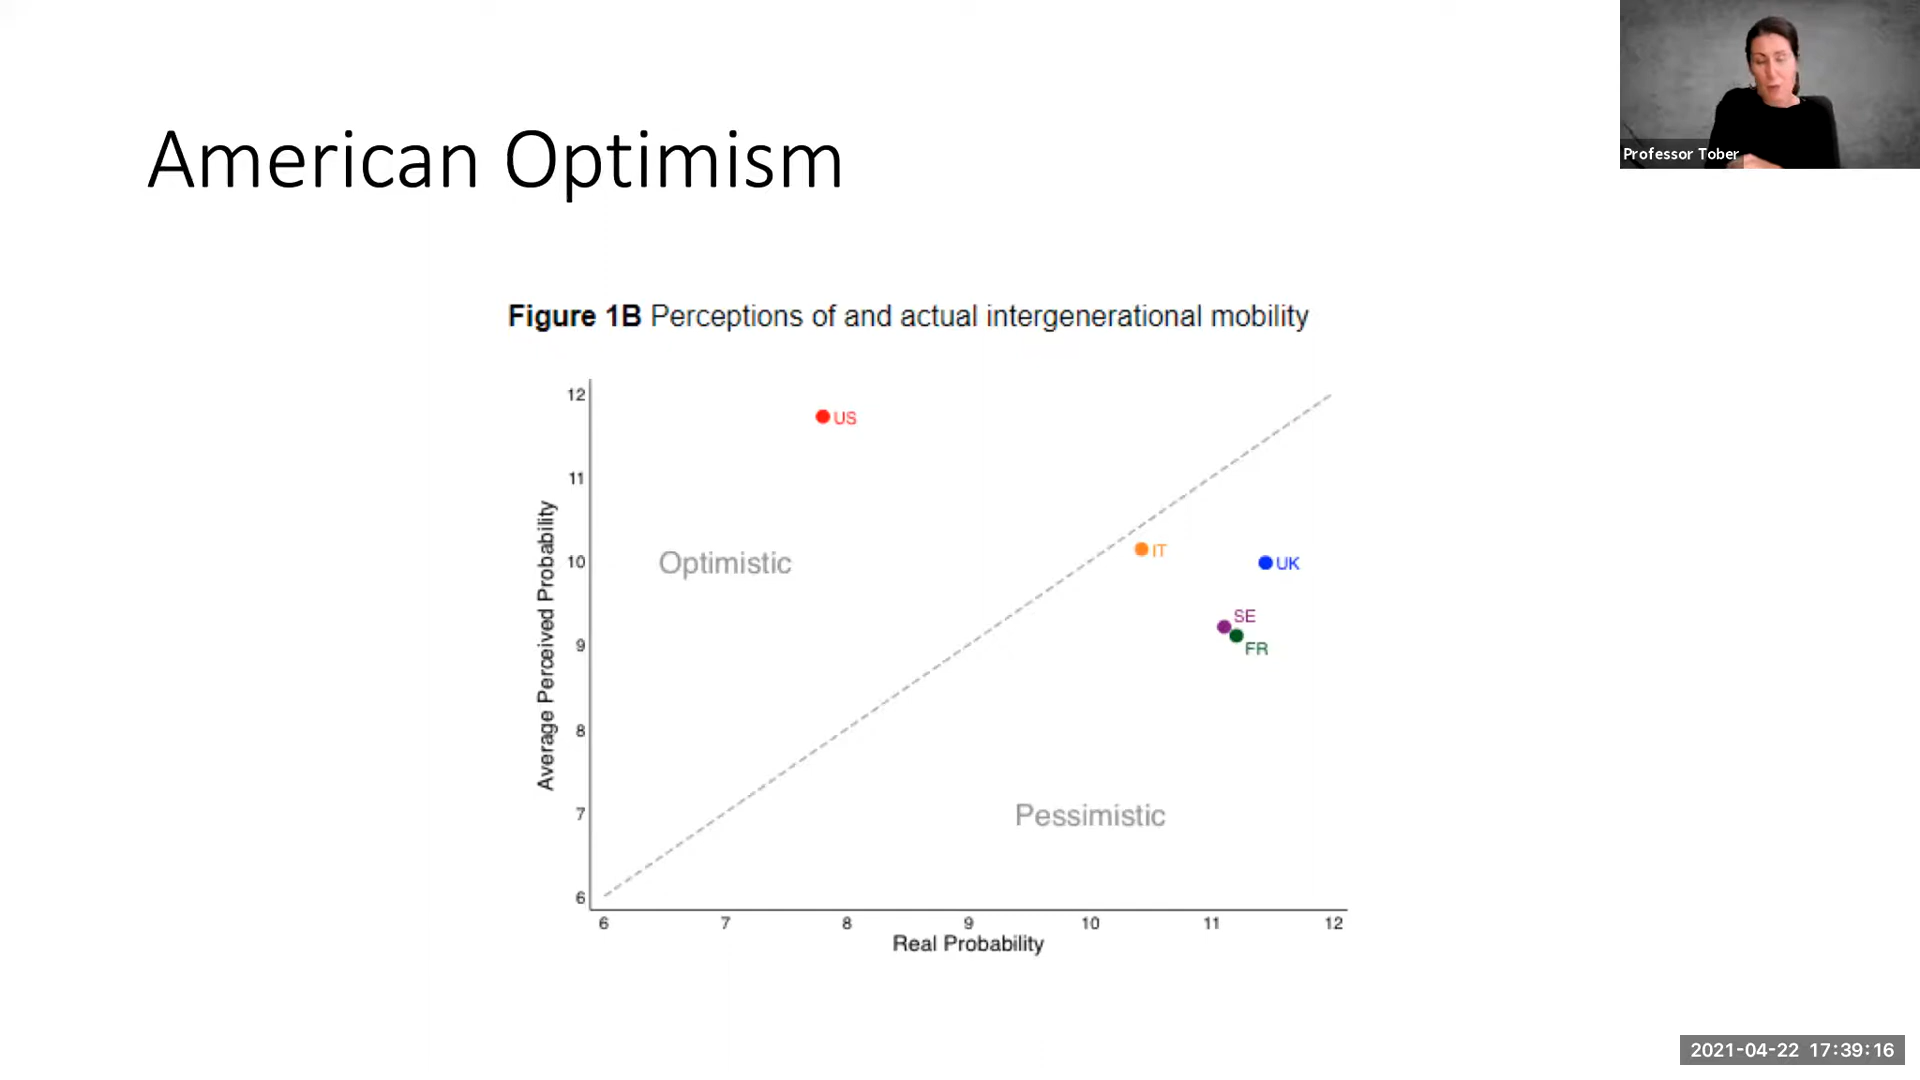 Professor Tober
American Optimism
Figure 1B Perceptions of and actual intergenerational mobility
12
11
10
9
8
7
6
Average Perceived Probability
US
Optimistic
IT
UK
SE
FR
Pessimistic
6 7 8 9 10 11 12
Real Probability
2021-04-22 17:39:16